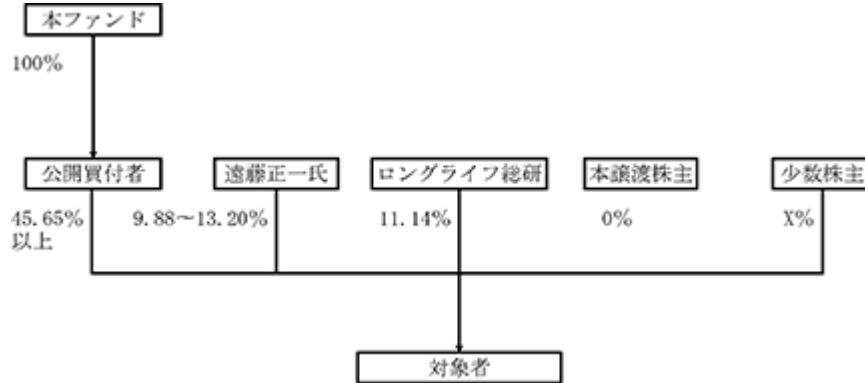 本ファンド
100%
公開買付者 遠藤正一氏 ロングライフ総研 本譲渡株主 少数株主
45.65% 9.88～13.20% 11.14% 0% X%
以上
対象者